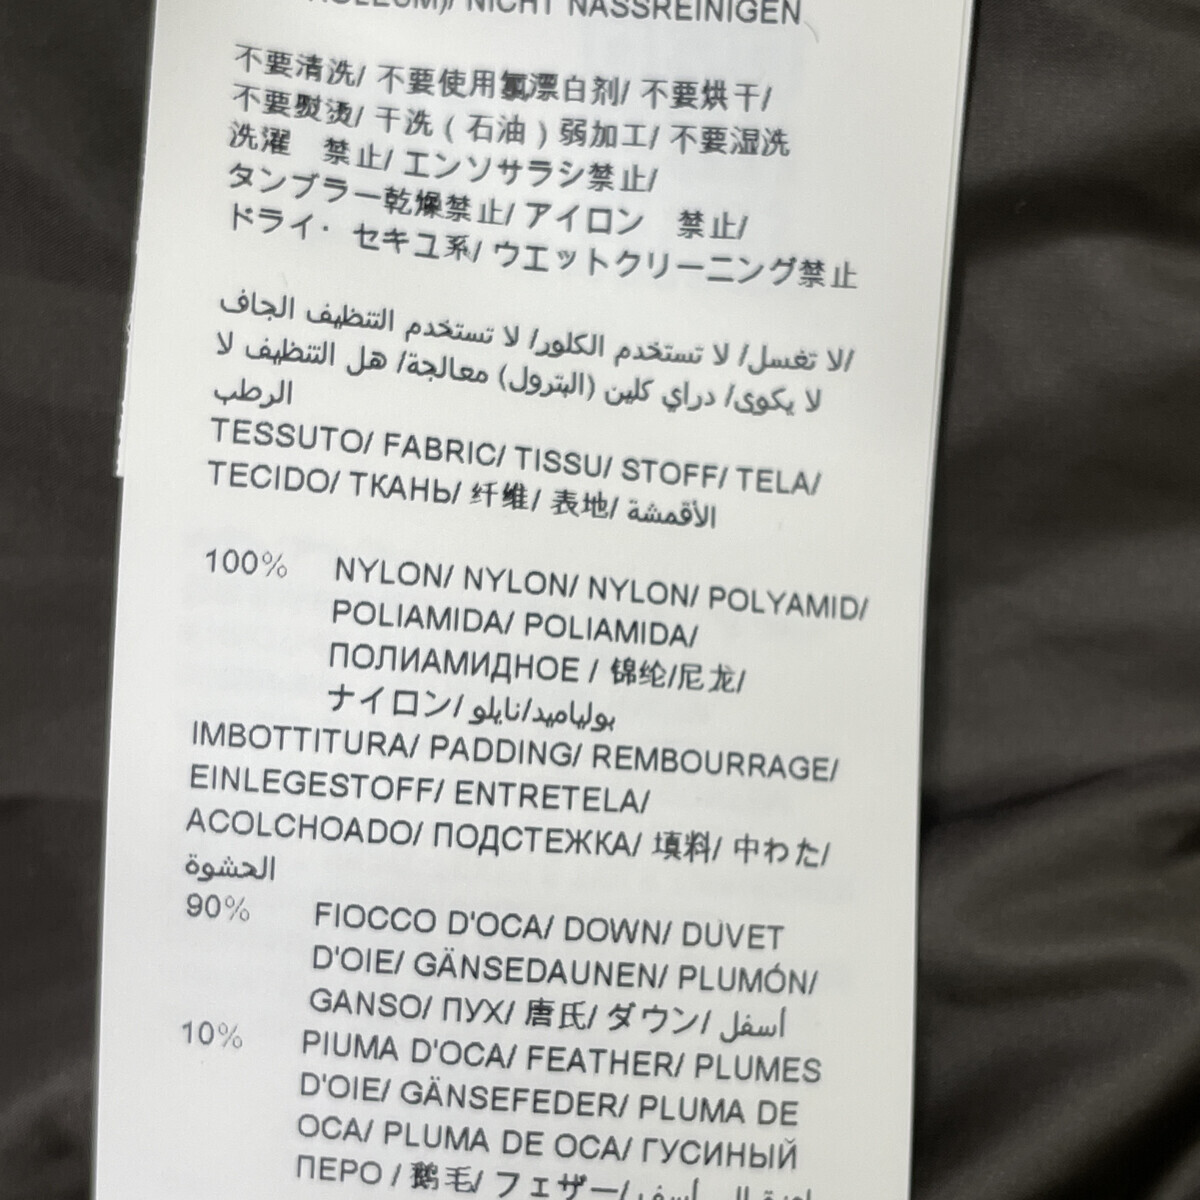 NICHT NASSREINIGEN
不要清洗/ 不要使用氯漂白剂/ 不要烘干/
不要熨烫/ 干洗 ( 石油 ) 弱加工/ 不要湿洗
洗濯 禁止/ エンソサラシ禁止/
タンブラー乾燥禁止/ アイロン 禁止/
ドライ・セキユ系/ ウエットクリーニング禁止
/لا تغسل/ لا تستخدم الكلور/ لا تستخدم التنظيف الجاف
لا يكوى/ دراي كلين (البترول) معالجة/ هل التنظيف لا
الرطب
TESSUTO/ FABRIC/ TISSU/ STOFF/ TELA/
TECIDO/ ТКАНЬ/ 纤维/ 表地/ الأقمشة
100% NYLON/ NYLON/ NYLON/ POLYAMID/
POLIAMIDA/ POLIAMIDA/
ПОЛИАМИДНОЕ / 锦纶/尼龙/
ナイロン/ بولياميد/نايلو
IMBOTTITURA/ PADDING/ REMBOURRAGE/
EINLEGESTOFF/ ENTRETELA/
ACOLCHOADO/ ПОДСТЕЖКА/ 填料/ 中わた/
الحشوة
90% FIOCCO D'OCA/ DOWN/ DUVET
D'OIE/ GÄNSEDAUNEN/ PLUMÓN/
GANSO/ ПУХ/ 唐氏/ ダウン/ أسفل
10% PIUMA D'OCA/ FEATHER/ PLUMES
D'OIE/ GÄNSEFEDER/ PLUMA DE
OCA/ PLUMA DE OCA/ ГУСИНЫЙ
ПЕРО / 鹅毛/ フェザー/